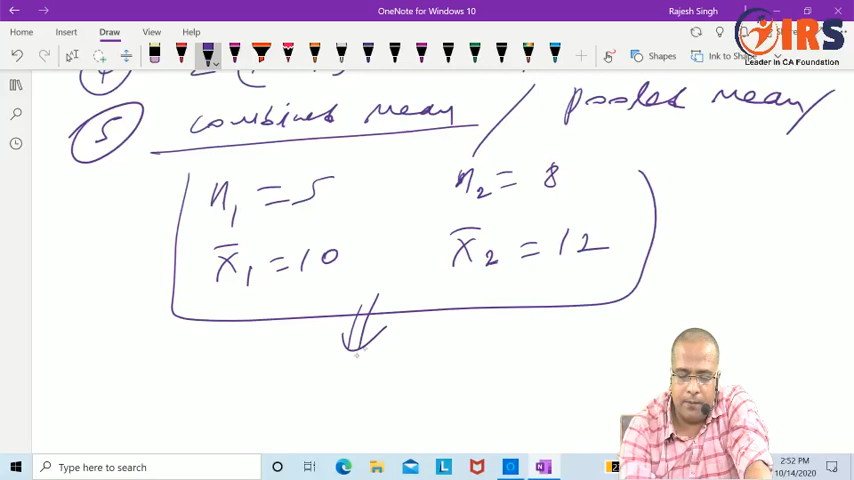 OneNote for Windows 10
Rajesh Singh
IRS
Leader In CA Foundation
Home Insert Draw View Help
Shapes Ink to Shape
4
5 combined mean / pooled mean /
n1 = 5 n2 = 8
x̄1 = 10 x̄2 = 12
Type here to search
L
2:52 PM
10/14/2020